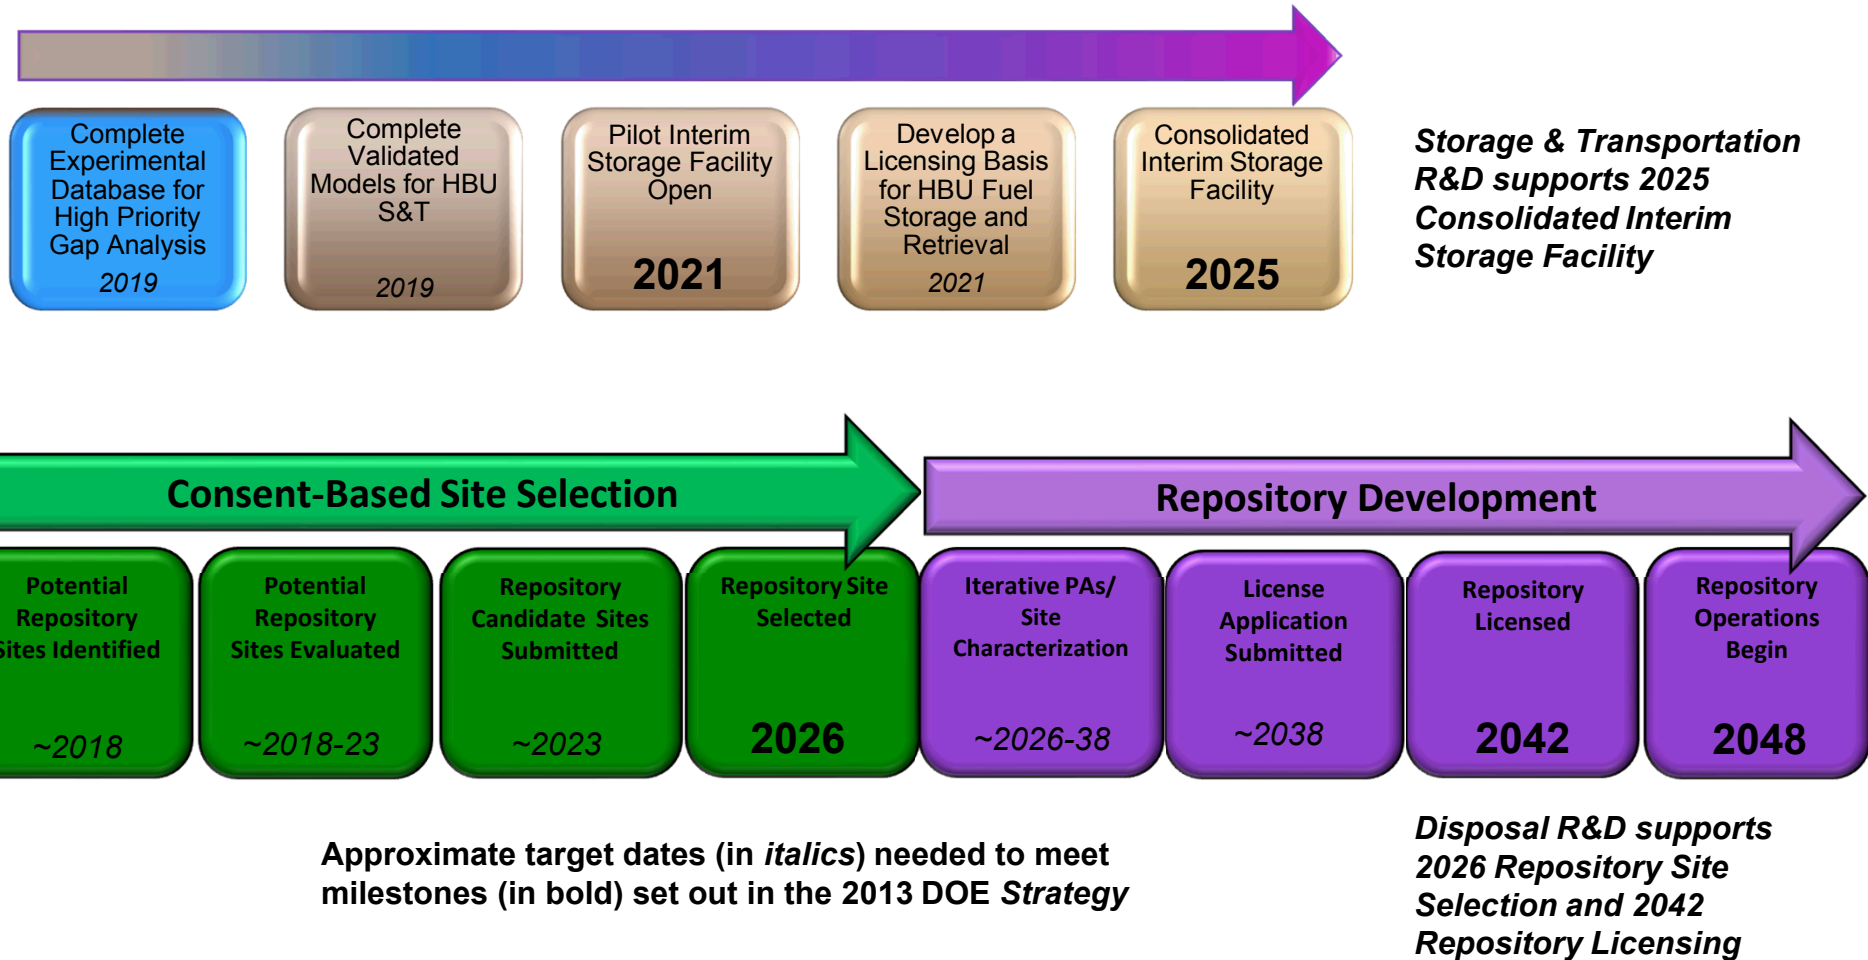 Complete
Experimental
Database for
High Priority
Gap Analysis
2019
Complete
Validated
Models for HBU
S&T
2019
Pilot Interim
Storage Facility
Open
2021
Develop a
Licensing Basis
for HBU Fuel
Storage and
Retrieval
2021
Consolidated
Interim Storage
Facility
2025
Storage & Transportation
R&D supports 2025
Consolidated Interim
Storage Facility
Consent-Based Site Selection
Repository Development
Potential
Repository
Sites Identified
~2018
Potential
Repository
Sites Evaluated
~2018-23
Repository
Candidate Sites
Submitted
~2023
Repository Site
Selected
2026
Iterative PAs/
Site
Characterization
~2026-38
License
Application
Submitted
~2038
Repository
Licensed
2042
Repository
Operations
Begin
2048
Approximate target dates (in italics) needed to meet
milestones (in bold) set out in the 2013 DOE Strategy
Disposal R&D supports
2026 Repository Site
Selection and 2042
Repository Licensing